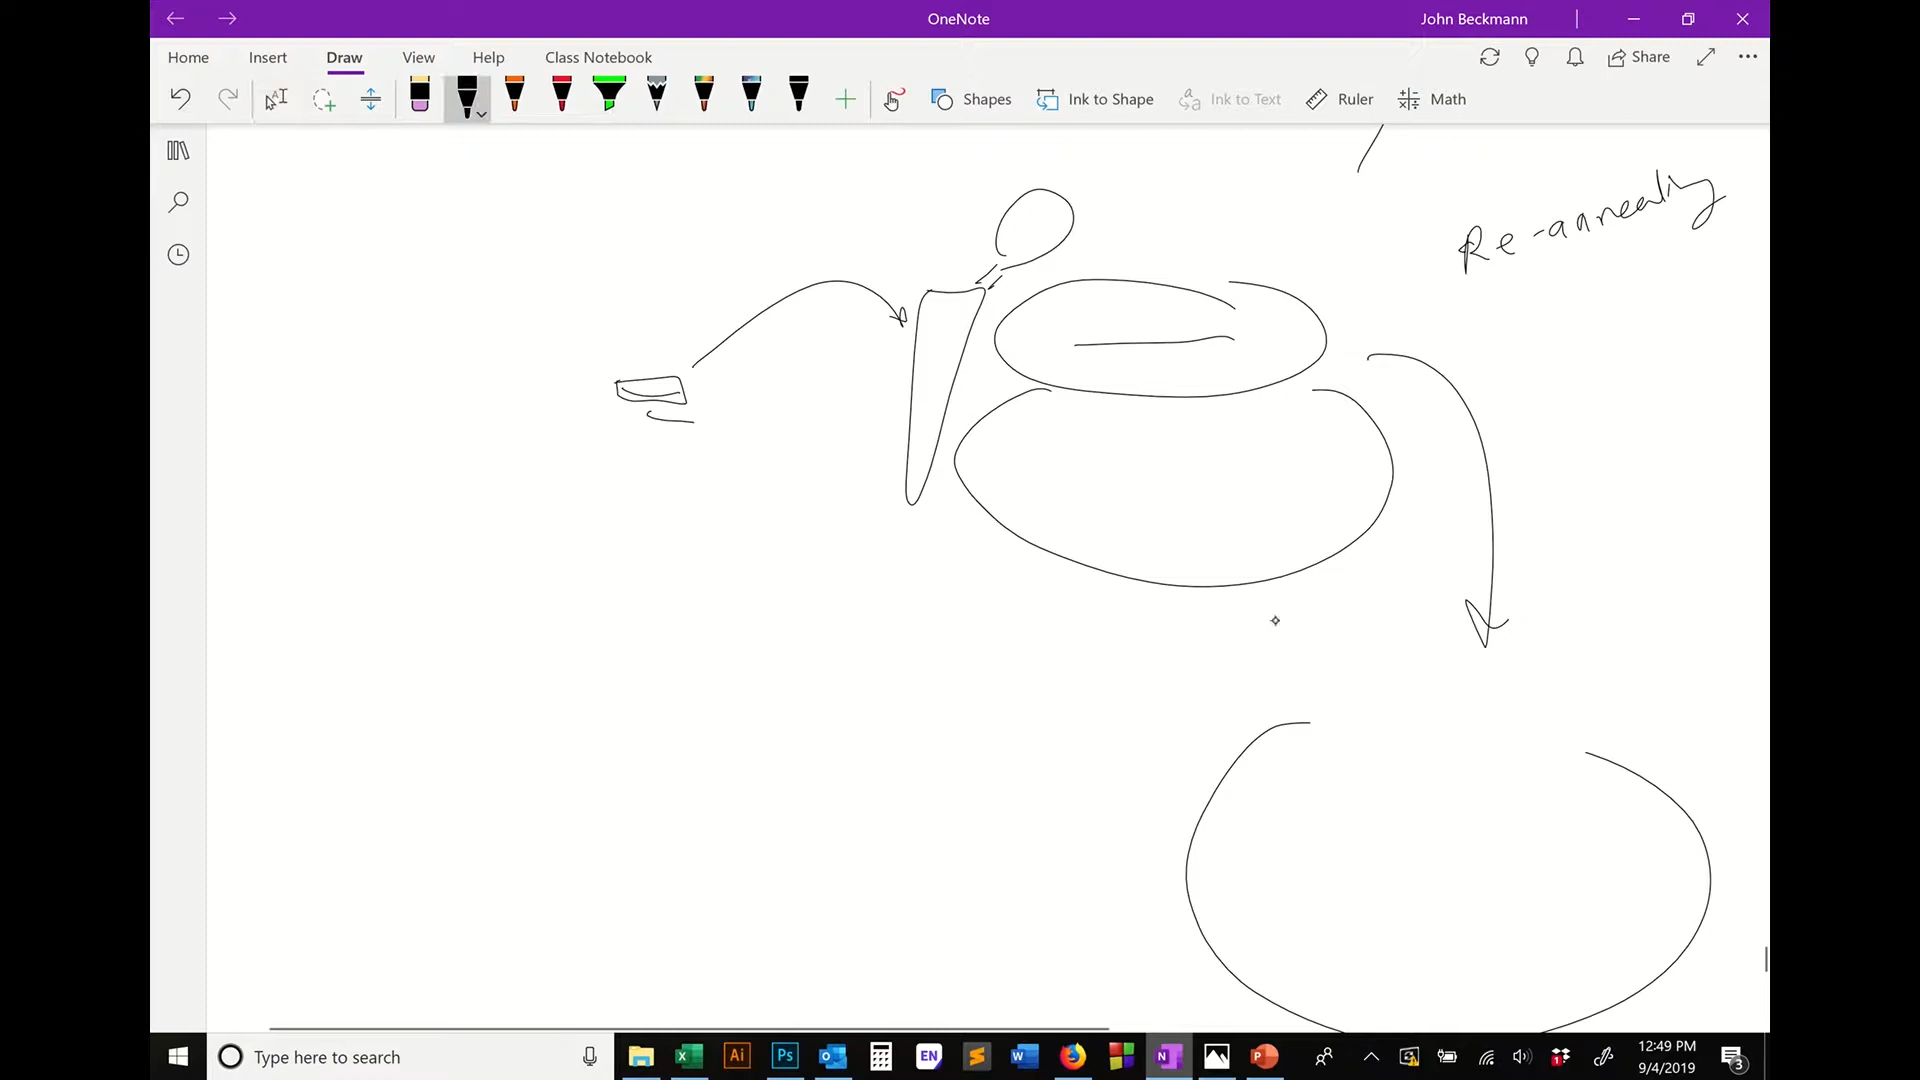 OneNote
John Beckmann
Home Insert Draw View Help Class Notebook
Share
Shapes Ink to Shape Ink to Text Ruler Math
Re-annealing
Type here to search
12:49 PM
9/4/2019